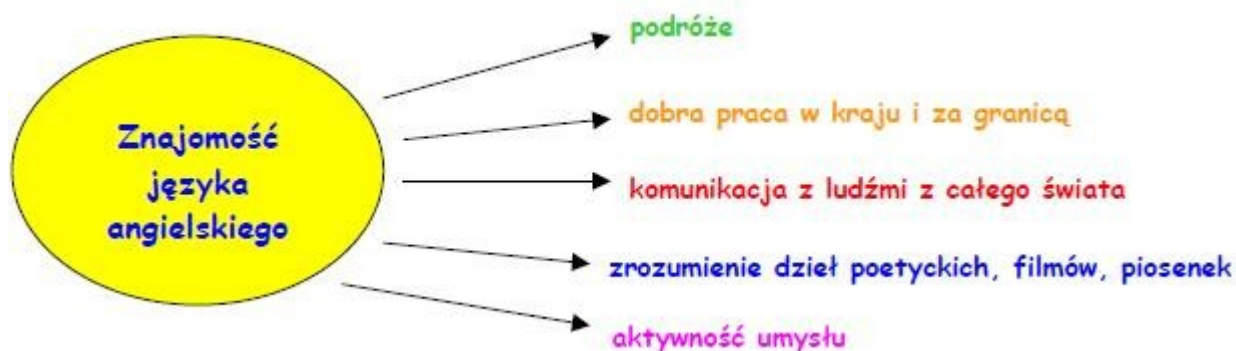 Znajomość
języka
angielskiego
podróże
dobra praca w kraju i za granicą
komunikacja z ludźmi z całego świata
zrozumienie dzieł poetyckich, filmów, piosenek
aktywność umysłu